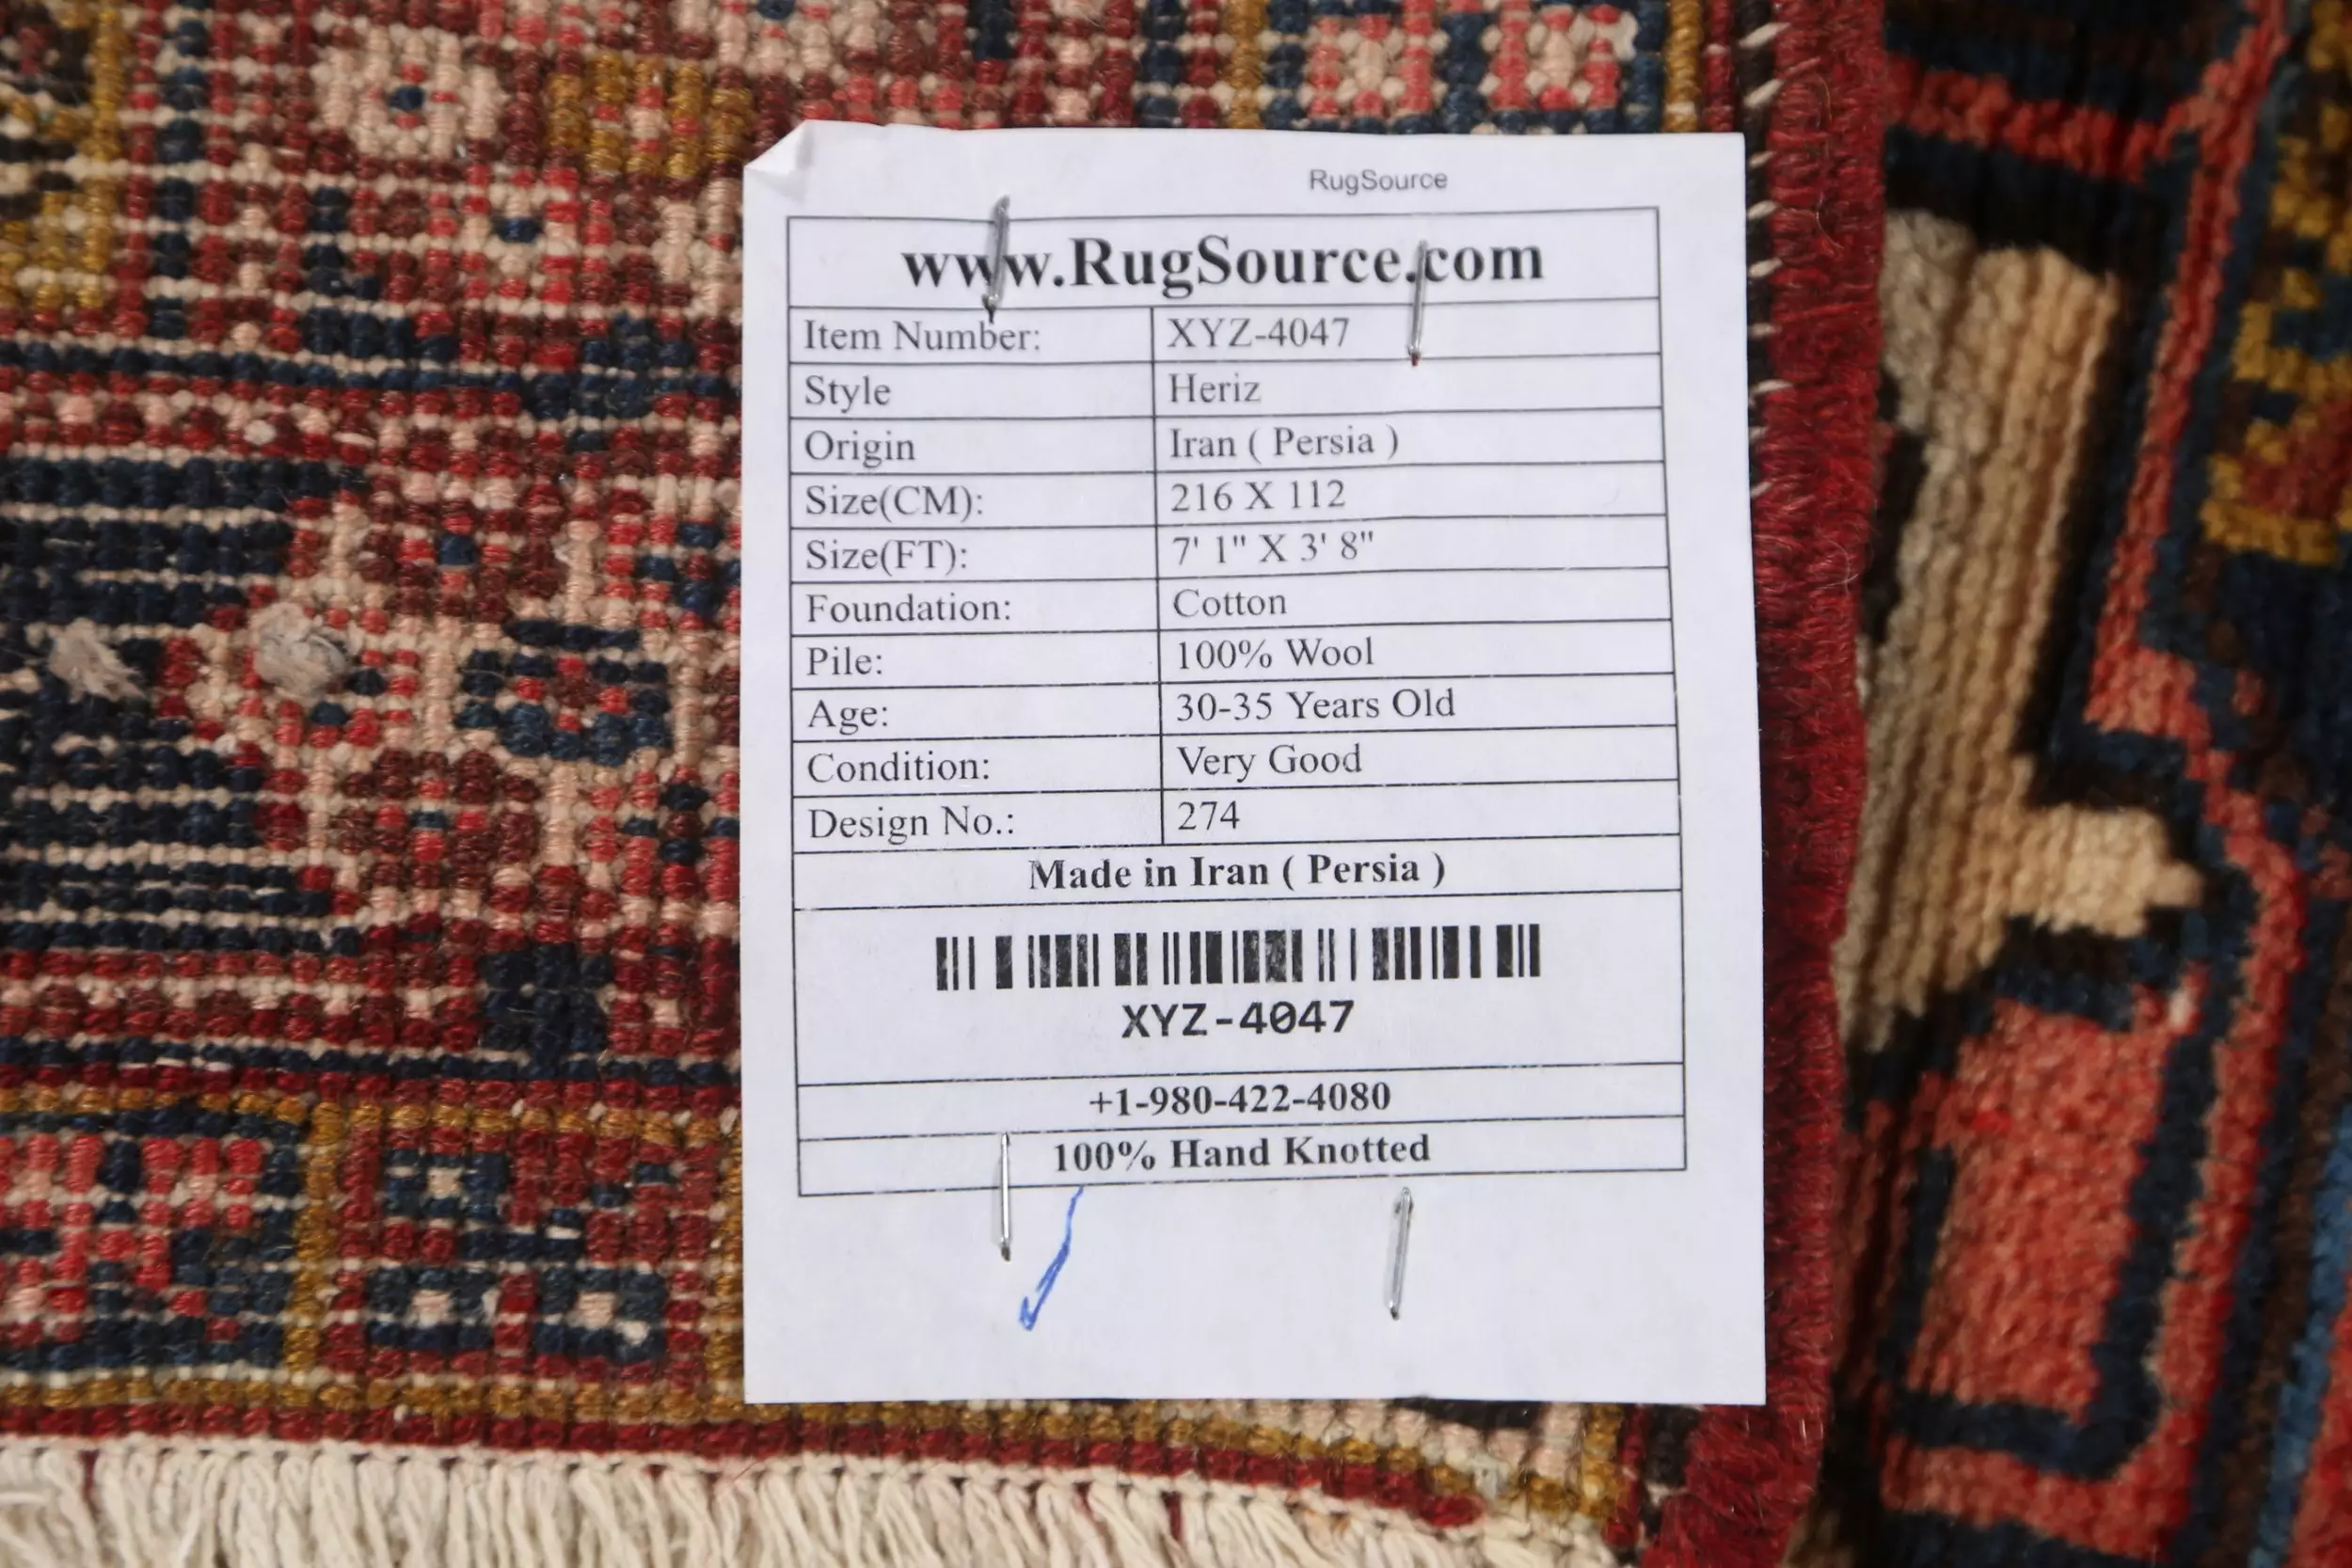 RugSource
www.RugSource.com
Item Number: XYZ-4047
Style Heriz
Origin Iran ( Persia )
Size(CM): 216 X 112
Size(FT): 7' 1" X 3' 8"
Foundation: Cotton
Pile: 100% Wool
Age: 30-35 Years Old
Condition: Very Good
Design No.: 274
Made in Iran ( Persia )
XYZ-4047
+1-980-422-4080
100% Hand Knotted